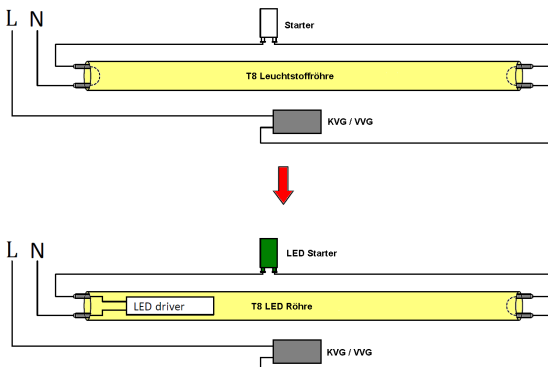 L N
Starter
T8 Leuchtstoffröhre
KVG / VVG
L N
LED Starter
LED driver
T8 LED Röhre
KVG / VVG